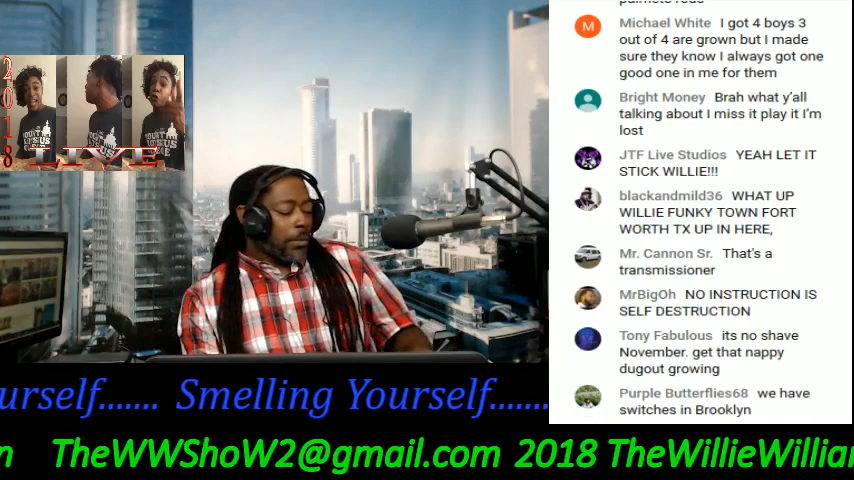 2018
LIVE
Michael White I got 4 boys 3
out of 4 are grown but I made
sure they know I always got one
good one in me for them
Bright Money Brah what y'all
talking about I miss it play it I'm
lost
JTF Live Studios YEAH LET IT
STICK WILLIE!!!
blackandmild36 WHAT UP
WILLIE FUNKY TOWN FORT
WORTH TX UP IN HERE,
Mr. Cannon Sr. That's a
transmissioner
MrBigOh NO INSTRUCTION IS
SELF DESTRUCTION
Tony Fabulous its no shave
November. get that nappy
dugout growing
Purple Butterflies68 we have
switches in Brooklyn
urself....... Smelling Yourself.......
n TheWWShoW2@gmail.com 2018 TheWillieWillian